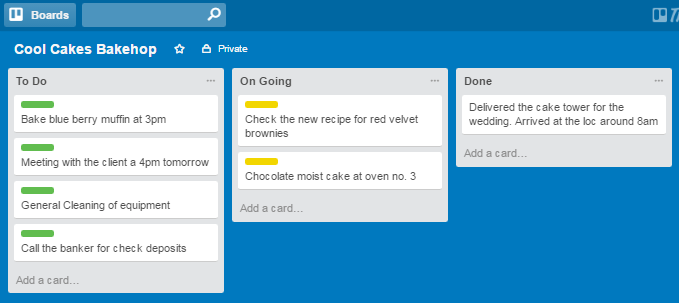 Boards
Cool Cakes Bakehop
Private
To Do
Bake blue berry muffin at 3pm
Meeting with the client a 4pm tomorrow
General Cleaning of equipment
Call the banker for check deposits
Add a card…
On Going
Check the new recipe for red velvet
brownies
Chocolate moist cake at oven no. 3
Add a card…
Done
Delivered the cake tower for the
wedding. Arrived at the loc around 8am
Add a card…